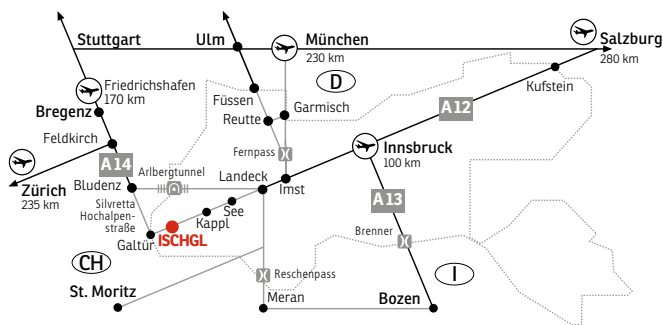 Stuttgart
Ulm
München
230 km
Salzburg
280 km
D
Friedrichshafen
170 km
Füssen
Garmisch
Kufstein
Bregenz
Reutte
A12
Feldkirch
Fernpass
Innsbruck
100 km
A14
Arlbergtunnel
Zürich
235 km
Bludenz
Landeck
Imst
A13
Silvretta
Hochalpen-
straße
See
Kappl
Galtür
ISCHGL
Brenner
CH
I
Reschenpass
St. Moritz
Meran
Bozen